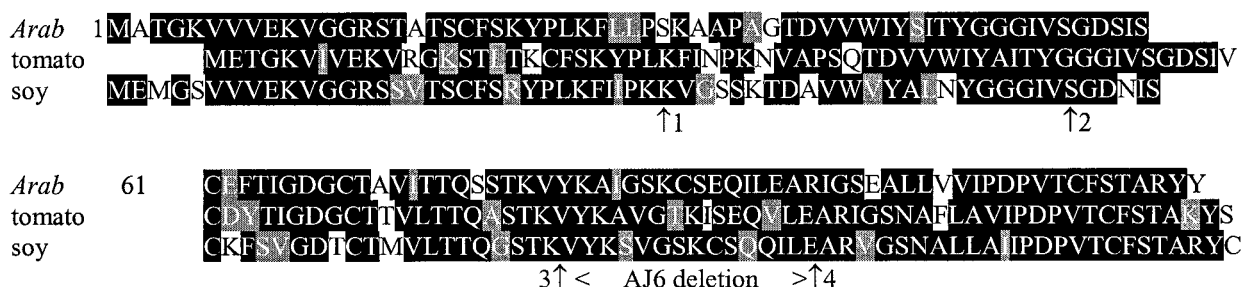 Arab 1 MATGKVVVEKVGGRSTATSCFSKYPLKFLLPSKAAPAGTDVVWIYSITYGGGIVSGDSIS
tomato METGKVIVEKVRGKSTLTKCFSKYPLKFINPKNVAPSQTDVVWIYAITYGGGIVSGDSIV
soy MEMGSVVVEKVGGRSSVTSCFSRYPLKFIIPKKVGSSKTDAVWVYALNYGGGIVSGDNIS
↑1 ↑2
Arab 61 CEFTIGDGCTAVITTQSSTKVYKAIGSKCSEQILEARIGSEALLVVIPDPVTCFSTARYY
tomato CDYTIGDGCTTVLTTQASTKVYKAVGTKISEQVLEARIGSNAFLAVIPDPVTCFSTAKYS
soy CKFSVGDTCTMVLTTQGSTKVYKSVGSKCSQQILEARVGSNALLAIIPDPVTCFSTARYC
3↑ < AJ6 deletion >↑4